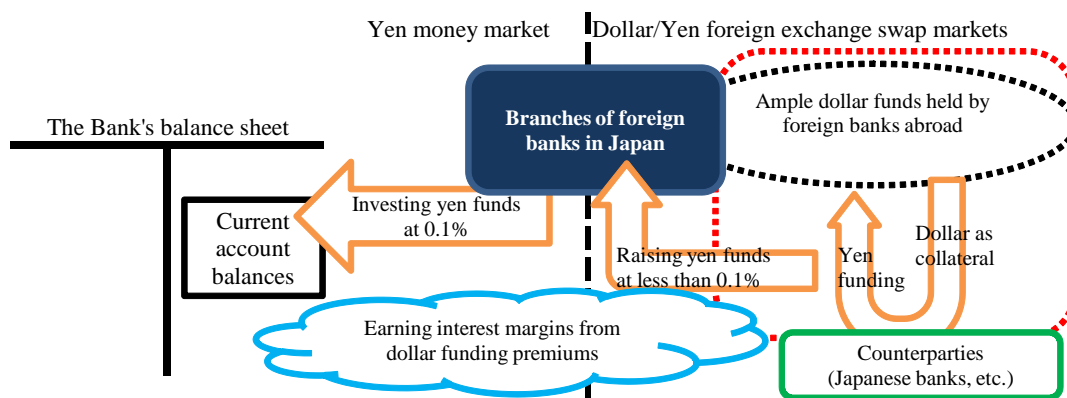 Yen money market
Dollar/Yen foreign exchange swap markets
The Bank's balance sheet
Branches of foreign
banks in Japan
Ample dollar funds held by
foreign banks abroad
Current
account
balances
Investing yen funds
at 0.1%
Raising yen funds
at less than 0.1%
Yen
funding
Dollar as
collateral
Earning interest margins from
dollar funding premiums
Counterparties
(Japanese banks, etc.)